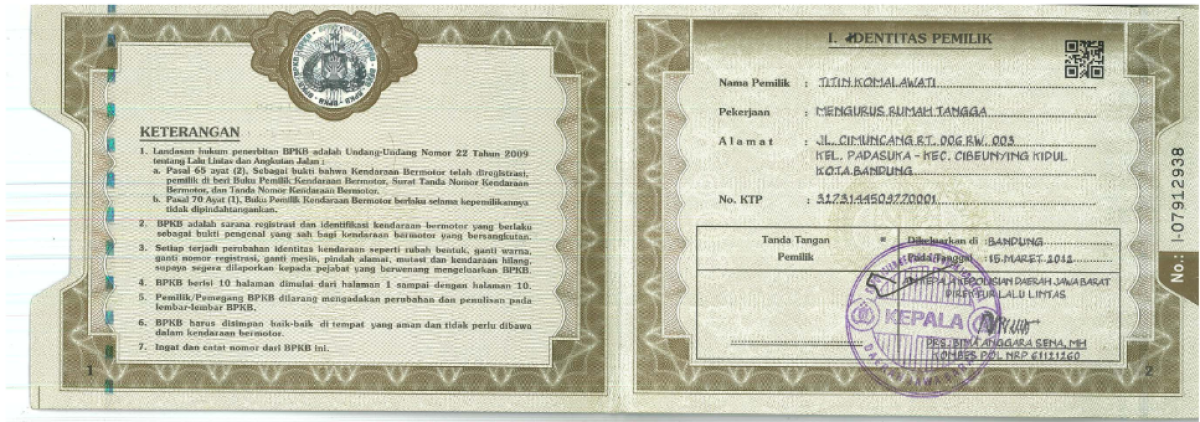 KETERANGAN
1. Landasan hukum penerbitan BPKB adalah Undang-Undang Nomor 22 Tahun 2009
tentang Lalu Lintas dan Angkutan Jalan :
a. Pasal 65 ayat (2), Sebagai bukti bahwa Kendaraan Bermotor telah diregistrasi,
pemilik di beri Buku Pemilik Kendaraan Bermotor, Surat Tanda Nomor Kendaraan
Bermotor, dan Tanda Nomor Kendaraan Bermotor.
b. Pasal 70 Ayat (1), Buku Pemilik Kendaraan Bermotor berlaku selama kepemilikannya
tidak dipindahtangankan.
2. BPKB adalah sarana registrasi dan identifikasi kendaraan bermotor yang berlaku
sebagai bukti pengenal yang sah bagi kendaraan bermotor yang bersangkutan.
3. Setiap terjadi perubahan identitas kendaraan seperti rubah bentuk, ganti warna,
ganti nomor registrasi, ganti mesin, pindah alamat, mutasi dan kendaraan hilang,
supaya segera dilaporkan kepada pejabat yang berwenang mengeluarkan BPKB.
4. BPKB berisi 10 halaman dimulai dari halaman 1 sampai dengan halaman 10.
5. Pemilik/Pemegang BPKB dilarang mengadakan perubahan dan penulisan pada
lembar-lembar BPKB.
6. BPKB harus disimpan baik-baik di tempat yang aman dan tidak perlu dibawa
dalam kendaraan bermotor.
7. Ingat dan catat nomor dari BPKB ini.
1
I. IDENTITAS PEMILIK
Nama Pemilik : TITIN KOMALAWATI
Pekerjaan : MENGURUS RUMAH TANGGA
Alamat : JL. CIMUNCANG RT. 006 RW. 003
KEL. PADASUKA - KEC. CIBEUNYING KIDUL
KOTA BANDUNG
No. KTP : 3173144509770001
Tanda Tangan
Pemilik
Dikeluarkan di : BANDUNG
Pada Tanggal : 15 MARET 2012
KEPOLISIAN DAERAH JAWA BARAT
DIREKTUR LALU LINTAS
KEPALA
DRS. BIMA ANGGARA SENA, MH
KOMBES POL NRP 61121260
2
No.: I-07912938